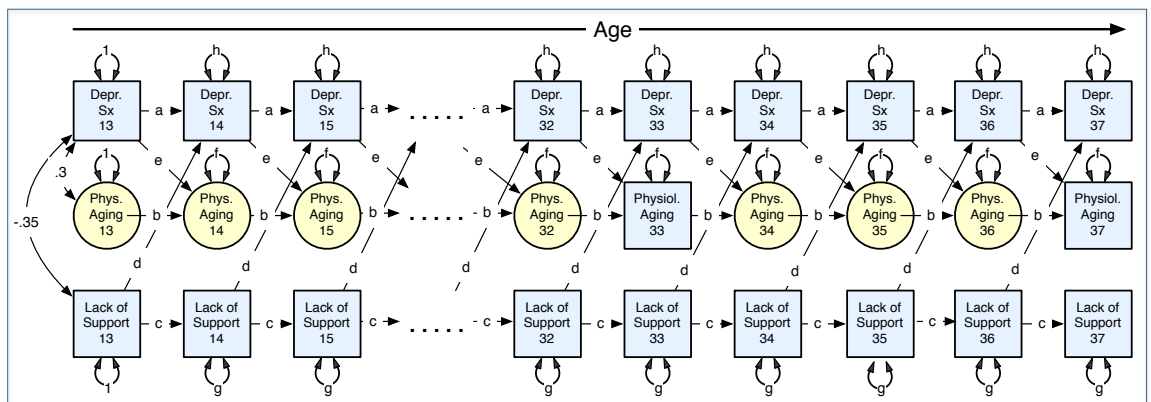 Age
1 h h h h h h h h
Depr. Depr. Depr. Depr. Depr. Depr. Depr. Depr. Depr.
Sx a Sx a Sx a a Sx a Sx a Sx a Sx a Sx a Sx
13 14 15 ..... 32 33 34 35 36 37
.3 1 e f e f e e f e e f e f e f e
Phys. Phys. Phys. Phys. Physiol. Phys. Phys. Phys. Physiol.
Aging b Aging b Aging b ..... b Aging b Aging b Aging b Aging b Aging b Aging
13 14 15 32 33 34 35 36 37
-.35
d d d d d d d d
Lack of Lack of Lack of Lack of Lack of Lack of Lack of Lack of Lack of
Support c Support c Support c ..... c Support c Support c Support c Support c Support c Support
13 14 15 32 33 34 35 36 37
1 g g g g g g g g